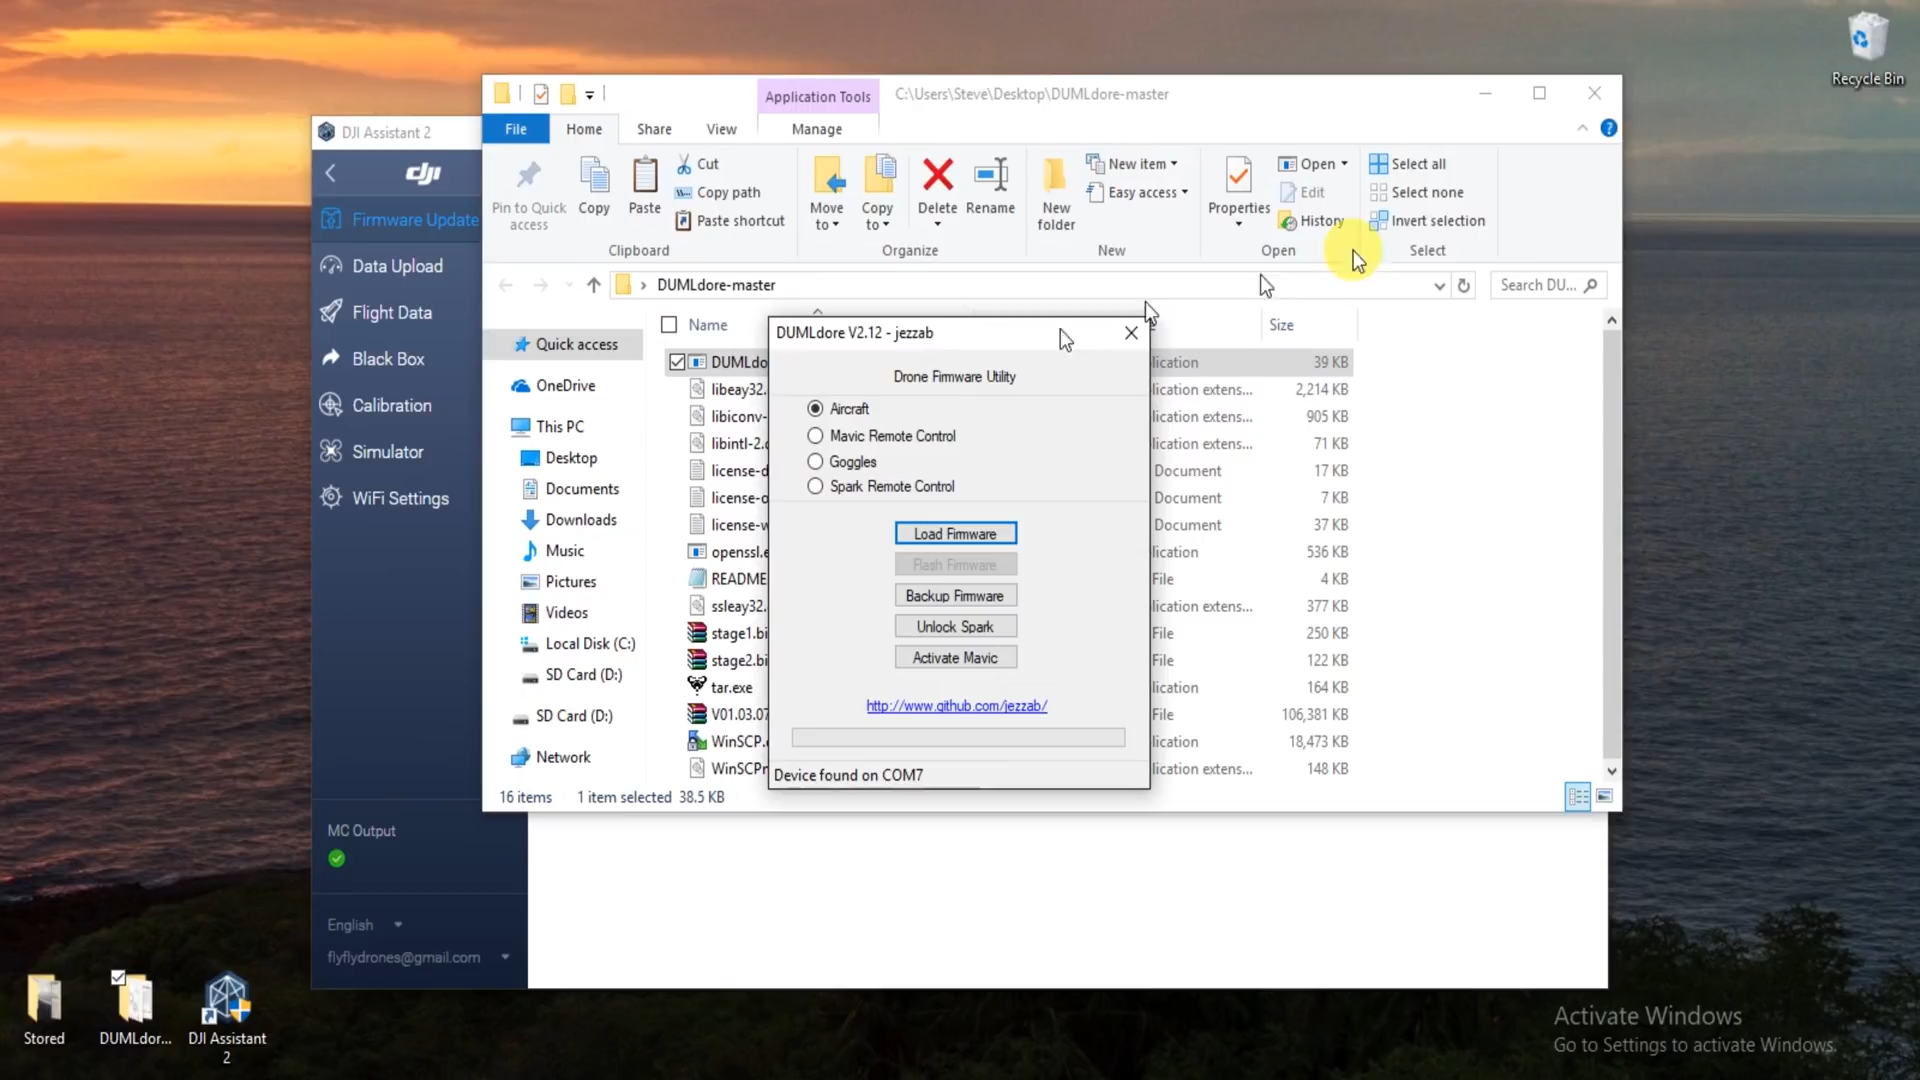 Recycle Bin
Application Tools
C:\Users\Steve\Desktop\DUMLdore-master
File
Home
Share
View
Manage
Pin to Quick access
Copy
Paste
Cut
Copy path
Paste shortcut
Clipboard
Move to
Copy to
Delete
Rename
Organize
New folder
New item
Easy access
New
Properties
Open
Edit
History
Open
Select all
Select none
Invert selection
Select
DUMLdore-master
Search DU...
Name
Size
Quick access
OneDrive
This PC
Desktop
Documents
Downloads
Music
Pictures
Videos
Local Disk (C:)
SD Card (D:)
SD Card (D:)
Network
DUMLdo
lication
39 KB
libeay32.
lication extens...
2,214 KB
libiconv-
lication extens...
905 KB
libintl-2.
lication extens...
71 KB
license-d
Document
17 KB
license-o
Document
7 KB
license-w
Document
37 KB
openssl.e
lication
536 KB
README
File
4 KB
ssleay32.
lication extens...
377 KB
stage1.bi
File
250 KB
stage2.bi
File
122 KB
tar.exe
lication
164 KB
V01.03.07
File
106,381 KB
WinSCP.
lication
18,473 KB
WinSCPn
lication extens...
148 KB
16 items
1 item selected 38.5 KB
DUMLdore V2.12 - jezzab
Drone Firmware Utility
Aircraft
Mavic Remote Control
Goggles
Spark Remote Control
Load Firmware
Flash Firmware
Backup Firmware
Unlock Spark
Activate Mavic
http://www.github.com/jezzab/
Device found on COM7
DJI Assistant 2
dji
Firmware Update
Data Upload
Flight Data
Black Box
Calibration
Simulator
WiFi Settings
MC Output
English
flyflydrones@gmail.com
Stored
DUMLdor...
DJI Assistant
2
Activate Windows
Go to Settings to activate Windows.